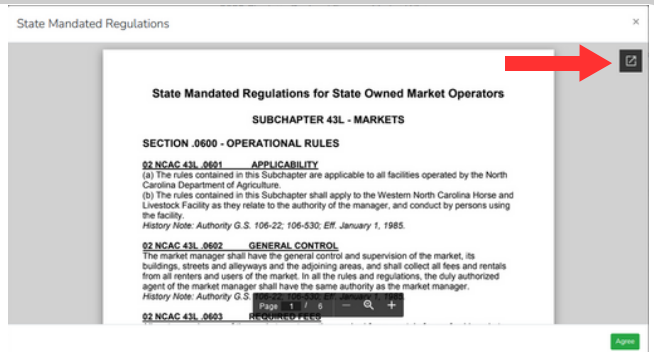 State Mandated Regulations
×
State Mandated Regulations for State Owned Market Operators
SUBCHAPTER 43L - MARKETS
SECTION .0600 - OPERATIONAL RULES
02 NCAC 43L .0601 APPLICABILITY
(a) The rules contained in this Subchapter are applicable to all facilities operated by the North
Carolina Department of Agriculture.
(b) The rules contained in this Subchapter shall apply to the Western North Carolina Horse and
Livestock Facility as they relate to the authority of the manager, and conduct by persons using
the facility.
History Note: Authority G.S. 106-22; 106-530; Eff. January 1, 1985.
02 NCAC 43L .0602 GENERAL CONTROL
The market manager shall have the general control and supervision of the market, its
buildings, streets and alleyways and the adjoining areas, and shall collect all fees and rentals
from all renters and users of the market. In all the rules and regulations, the duly authorized
agent of the market manager shall have the same authority as the market manager.
History Note: Authority G.S. 106-22; 106-530; Eff. January 1, 1985.
Page 1 / 6 — +
02 NCAC 43L .0603 REQUIRED FEES
Agree